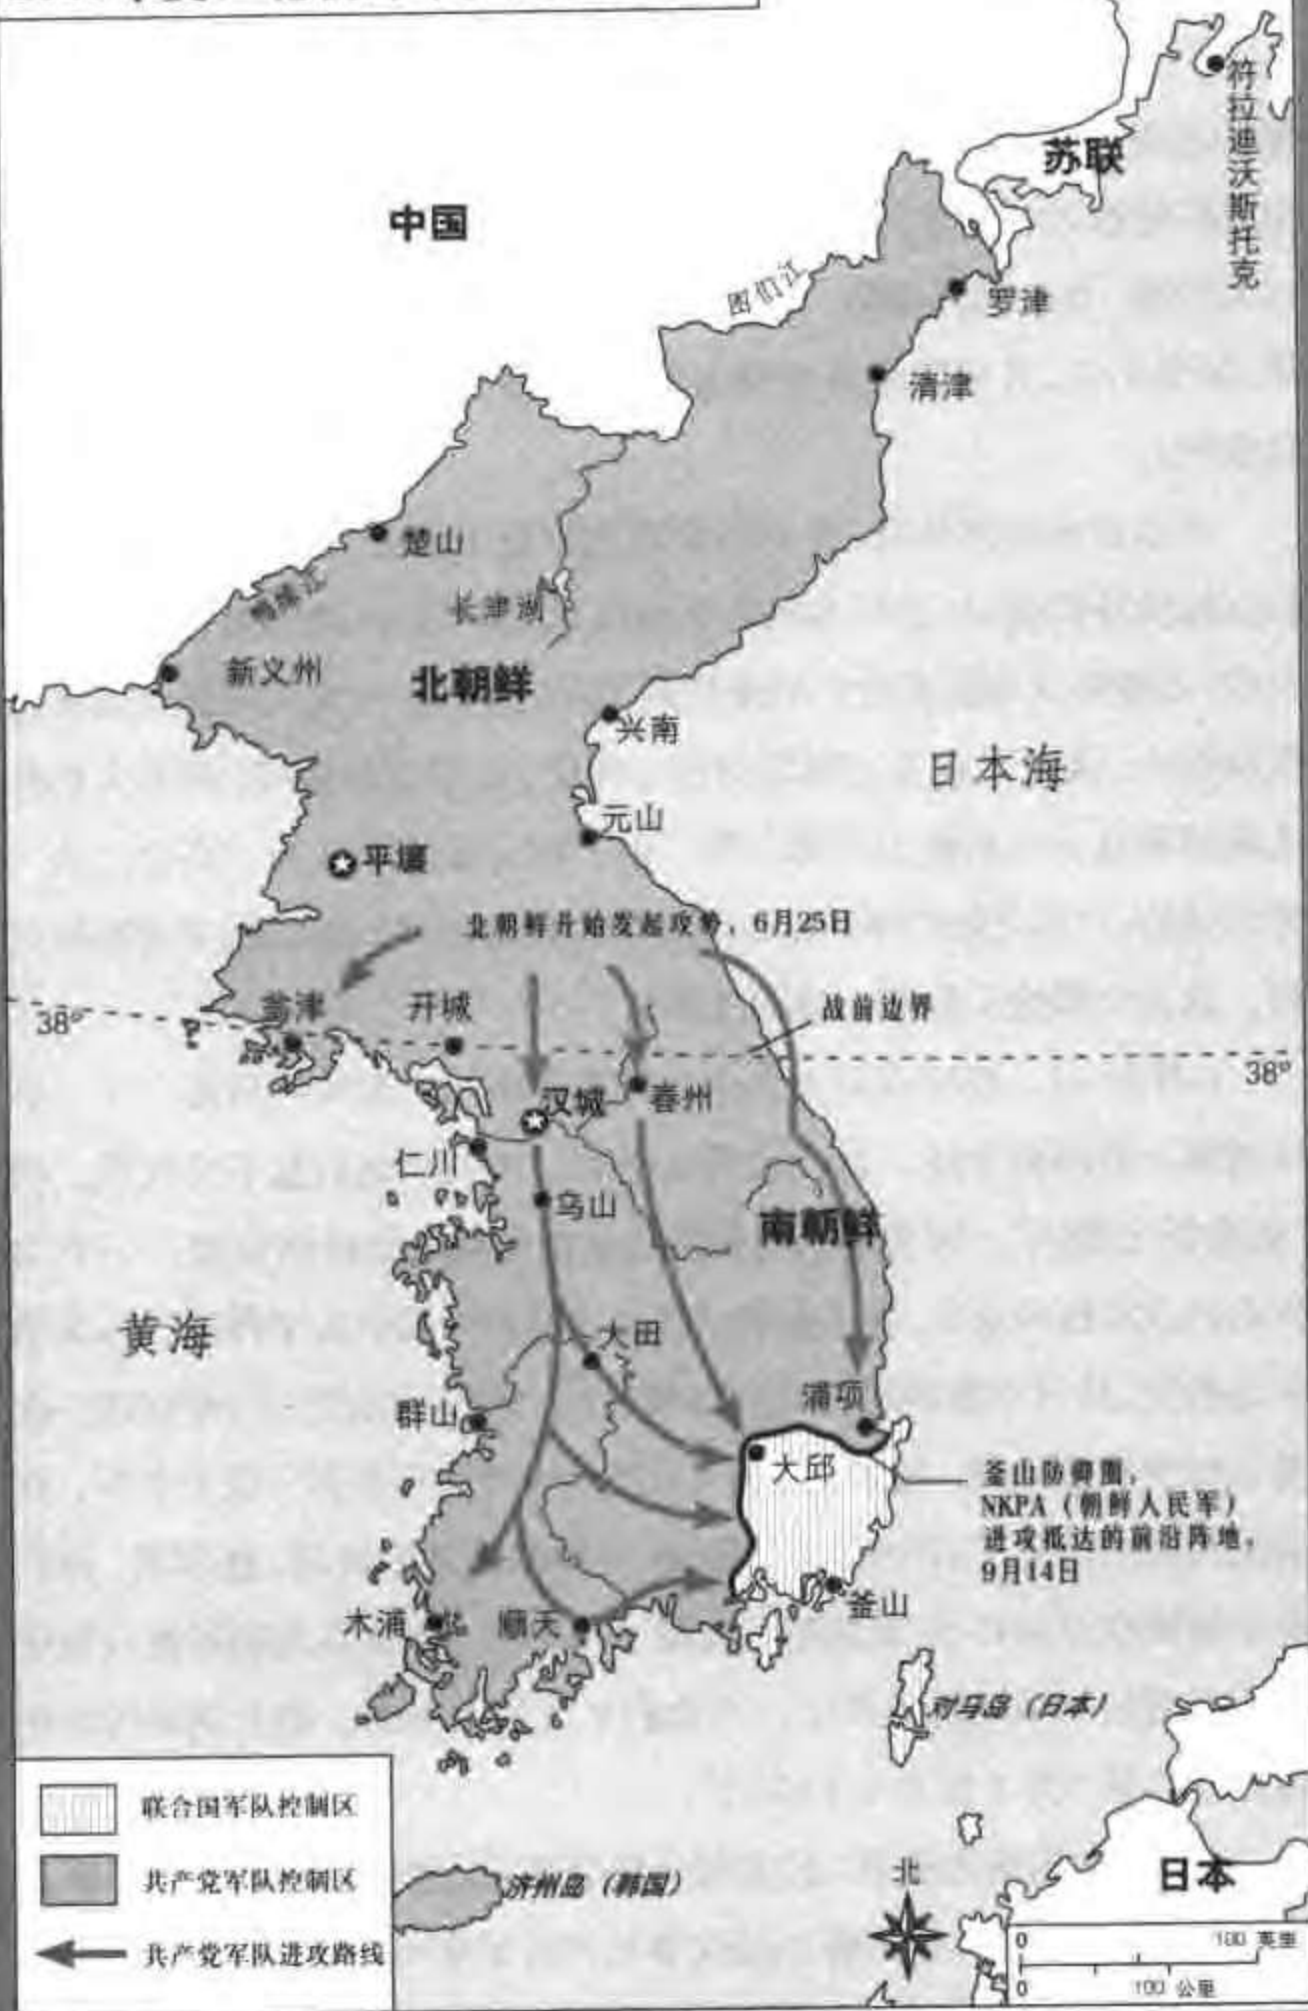 符拉迪沃斯托克
苏联
中国
图们江
罗津
清津
楚山
鸭绿江
长津湖
新义州
北朝鲜
兴南
日本海
元山
平壤
北朝鲜开始发起攻势,6月25日
瓮津
开城
战前边界
38°
38°
汉城
春州
仁川
乌山
南朝鲜
黄海
大田
浦项
群山
大邱
釜山防御圈,
NKPA(朝鲜人民军)
进攻抵达的前沿阵地,
9月14日
釜山
木浦
顺天
对马岛(日本)
联合国军队控制区
共产党军队控制区
共产党军队进攻路线
济州岛(韩国)
北
日本
0
100 英里
0
100 公里